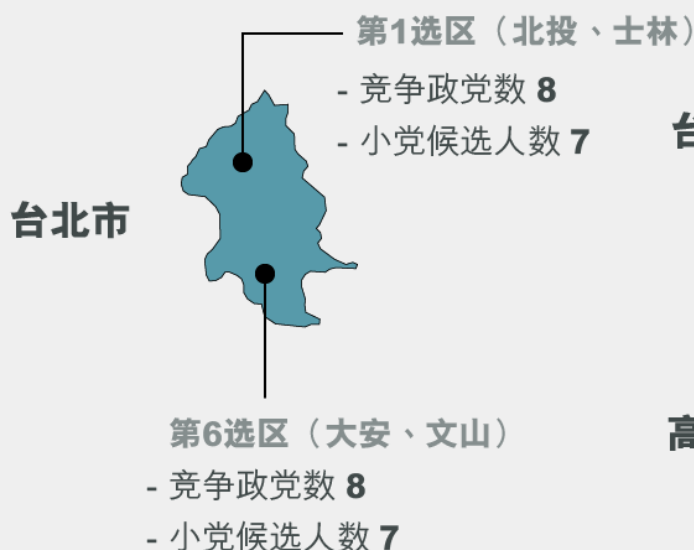 第1选区（北投、士林）
- 竞争政党数 8
- 小党候选人数 7
台北市
第6选区（大安、文山）
- 竞争政党数 8
- 小党候选人数 7